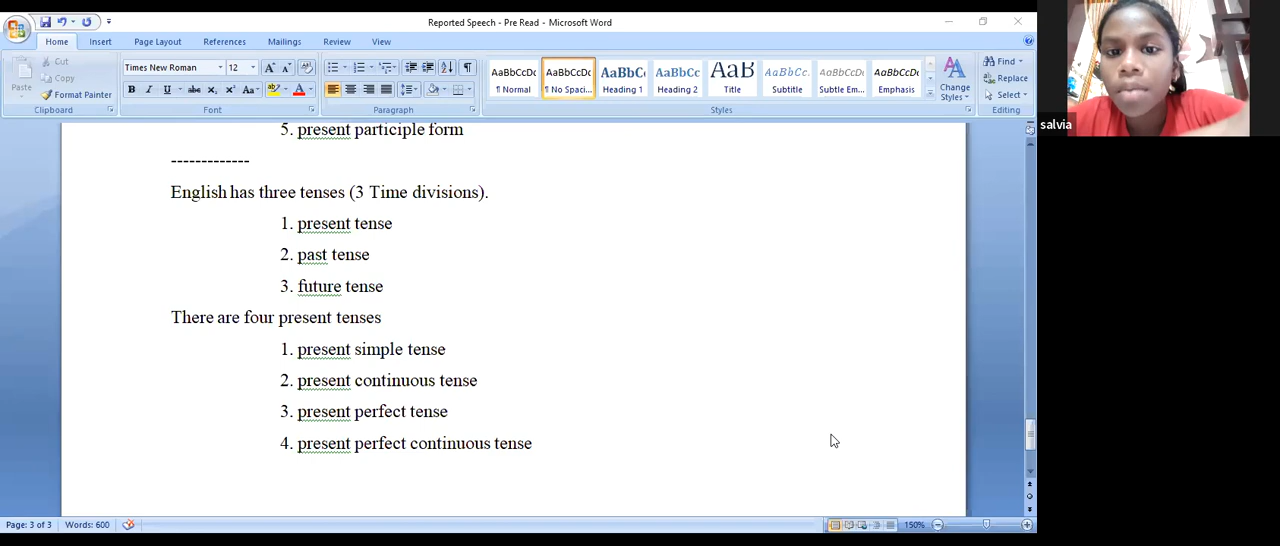 Reported Speech - Pre Read - Microsoft Word
Home Insert Page Layout References Mailings Review View
Paste
Cut
Copy
Format Painter
Clipboard
Times New Roman 12
B I U abc X₂ X² Aa
Font
Paragraph
AaBbCcDc AaBbCcDc AaBbC AaBbCc AaB AaBbCc. AaBbCcDc AaBbCcDc
¶ Normal ¶ No Spaci... Heading 1 Heading 2 Title Subtitle Subtle Em... Emphasis
Change Styles
Styles
Find
Replace
Select
Editing
salvia
5. present participle form
-------------
English has three tenses (3 Time divisions).
1. present tense
2. past tense
3. future tense
There are four present tenses
1. present simple tense
2. present continuous tense
3. present perfect tense
4. present perfect continuous tense
Page: 3 of 3 Words: 600 150%